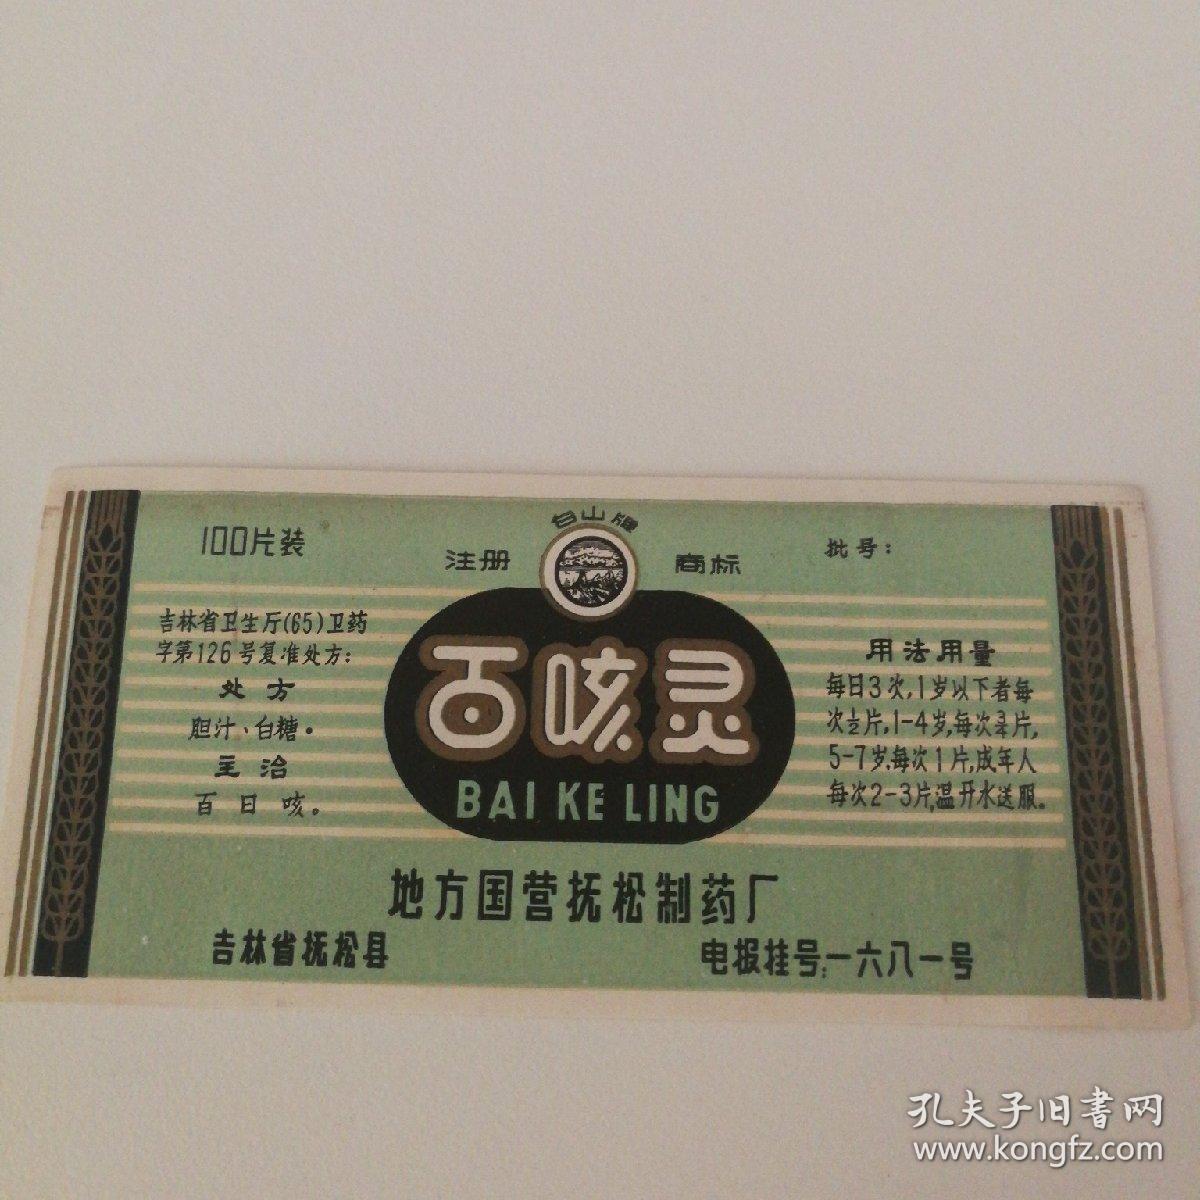 100片装
白山牌
注册 商标
批号：
吉林省卫生厅(65)卫药
字第126号复准处方：
处方
胆汁、白糖。
主治
百日咳。
百咳灵
BAI KE LING
用法用量
每日3次,1岁以下者每
次½片,1-4岁,每次¾片,
5-7岁,每次1片,成年人
每次2-3片,温开水送服。
地方国营抚松制药厂
吉林省抚松县
电报挂号:一六八一号
孔夫子旧书网
www.kongfz.com